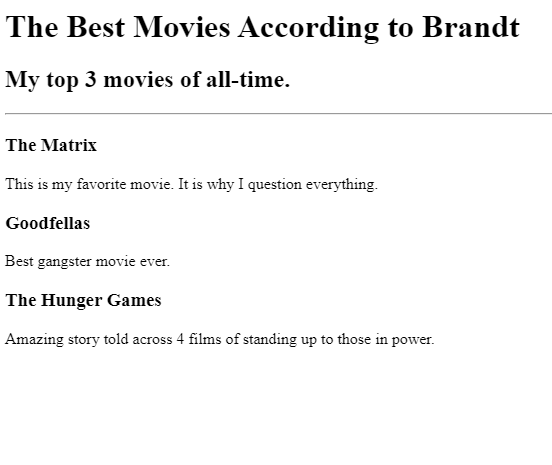 The Best Movies According to Brandt
My top 3 movies of all-time.
The Matrix
This is my favorite movie. It is why I question everything.
Goodfellas
Best gangster movie ever.
The Hunger Games
Amazing story told across 4 films of standing up to those in power.